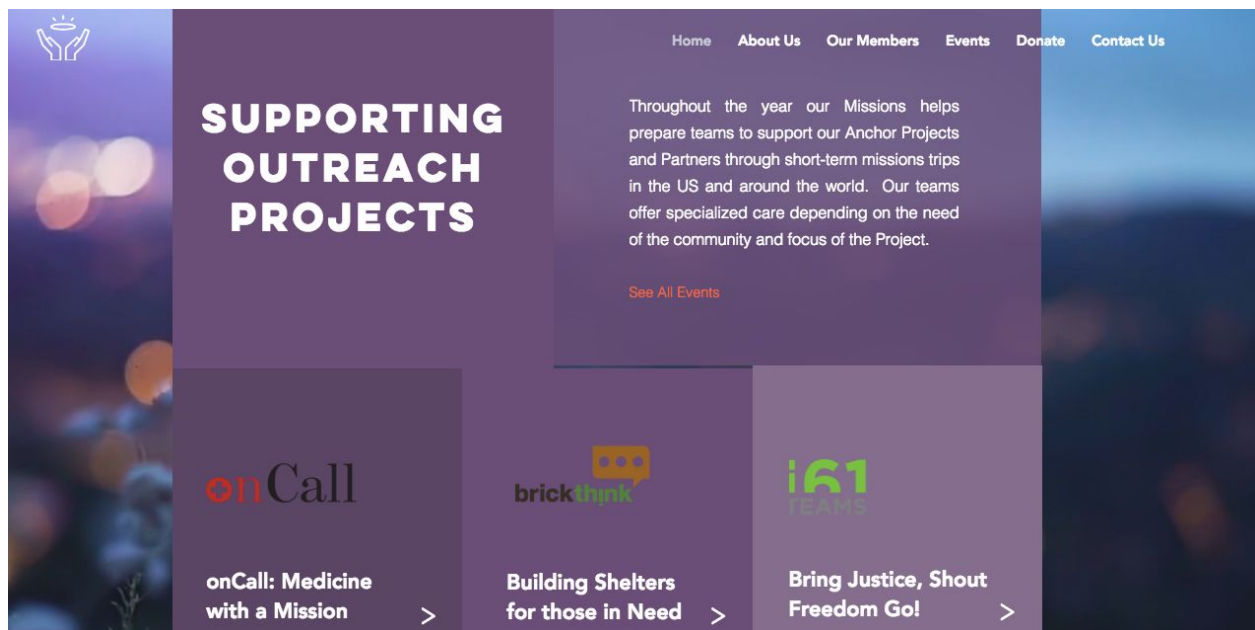 Home About Us Our Members Events Donate Contact Us
SUPPORTING
OUTREACH
PROJECTS
Throughout the year our Missions helps
prepare teams to support our Anchor Projects
and Partners through short-term missions trips
in the US and around the world. Our teams
offer specialized care depending on the need
of the community and focus of the Project.
See All Events
onCall
brickthink
i61
TEAMS
onCall: Medicine
with a Mission >
Building Shelters
for those in Need >
Bring Justice, Shout
Freedom Go! >